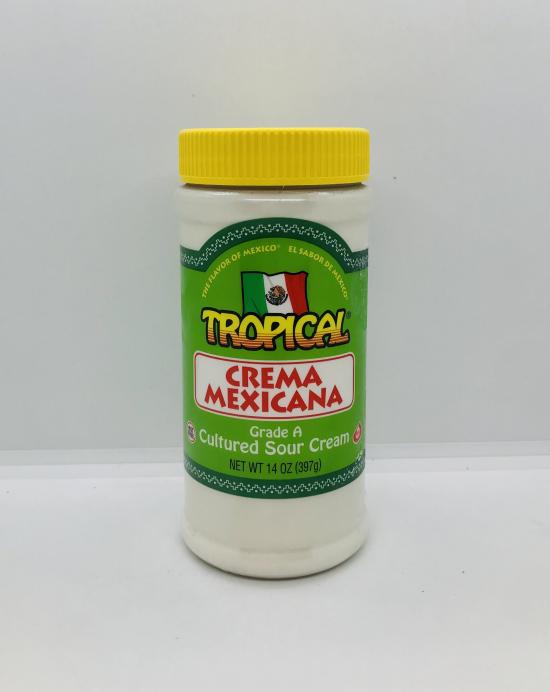 THE FLAVOR OF MEXICO® EL SABOR DE MEXICO®
TROPICAL®
CREMA
MEXICANA
Grade A
Cultured Sour Cream
NET WT 14 OZ (397g)